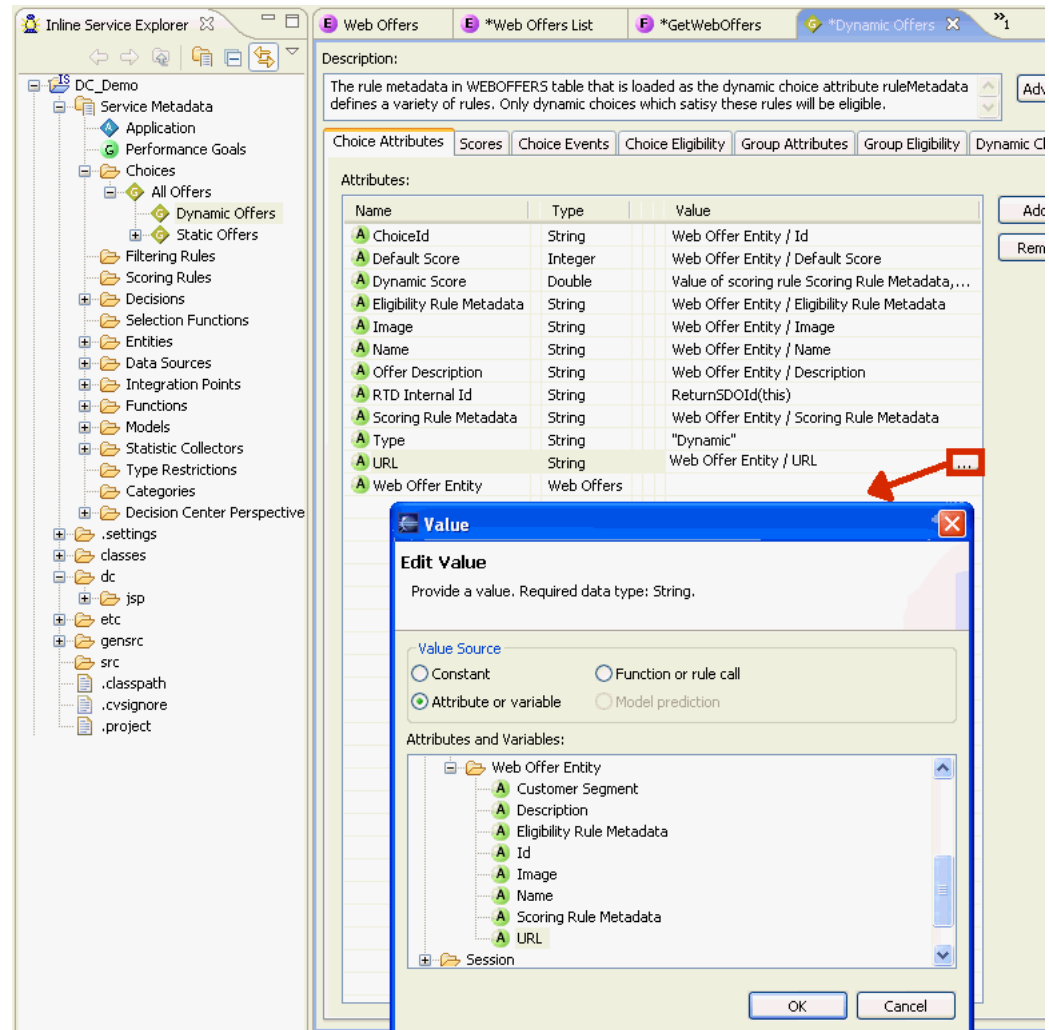 Inline Service Explorer
IS
DC_Demo
Service Metadata
Application
Performance Goals
Choices
All Offers
Dynamic Offers
Static Offers
Filtering Rules
Scoring Rules
Decisions
Selection Functions
Entities
Data Sources
Integration Points
Functions
Models
Statistic Collectors
Type Restrictions
Categories
Decision Center Perspective
.settings
classes
dc
jsp
etc
gensrc
src
.classpath
.cvsignore
.project
E Web Offers E *Web Offers List F *GetWebOffers G *Dynamic Offers »1
Description:
The rule metadata in WEBOFFERS table that is loaded as the dynamic choice attribute ruleMetadata
defines a variety of rules. Only dynamic choices which satisy these rules will be eligible.
Adv
Choice Attributes Scores Choice Events Choice Eligibility Group Attributes Group Eligibility Dynamic Ch
Attributes:
Name Type Value
A ChoiceId String Web Offer Entity / Id
A Default Score Integer Web Offer Entity / Default Score
A Dynamic Score Double Value of scoring rule Scoring Rule Metadata,...
A Eligibility Rule Metadata String Web Offer Entity / Eligibility Rule Metadata
A Image String Web Offer Entity / Image
A Name String Web Offer Entity / Name
A Offer Description String Web Offer Entity / Description
A RTD Internal Id String ReturnSDOId(this)
A Scoring Rule Metadata String Web Offer Entity / Scoring Rule Metadata
A Type String "Dynamic"
A URL String Web Offer Entity / URL ...
A Web Offer Entity Web Offers
Add
Rem
Value
Edit Value
Provide a value. Required data type: String.
Value Source
Constant Function or rule call
Attribute or variable Model prediction
Attributes and Variables:
Web Offer Entity
A Customer Segment
A Description
A Eligibility Rule Metadata
A Id
A Image
A Name
A Scoring Rule Metadata
A URL
Session
OK Cancel